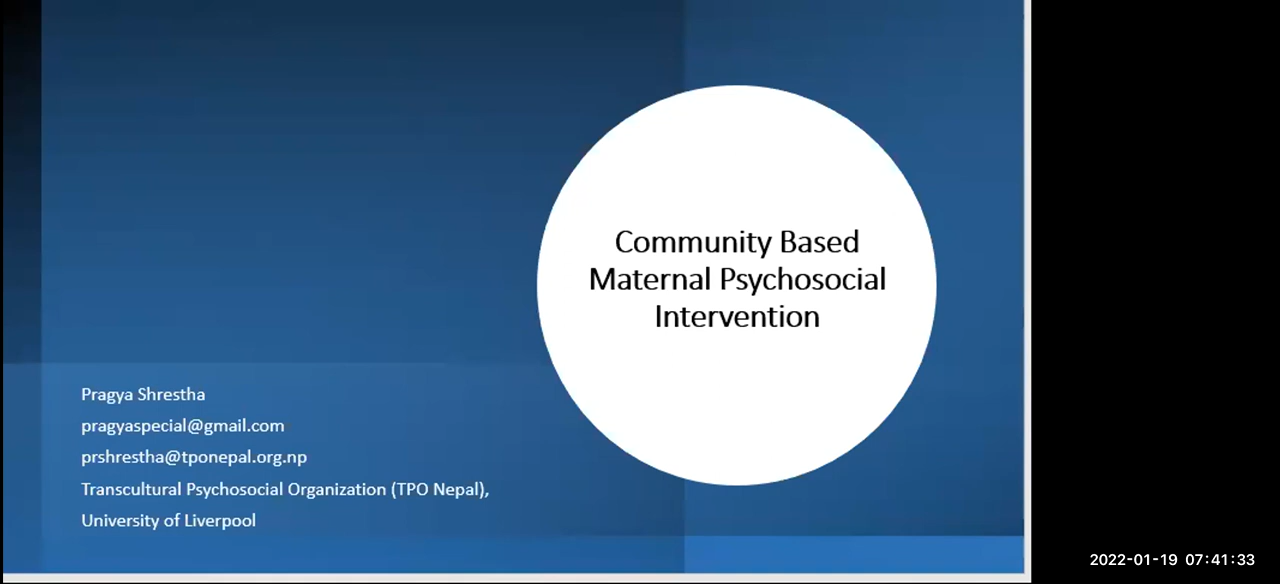 Community Based
Maternal Psychosocial
Intervention
Pragya Shrestha
pragyaspecial@gmail.com
prshrestha@tponepal.org.np
Transcultural Psychosocial Organization (TPO Nepal),
University of Liverpool
2022-01-19 07:41:33